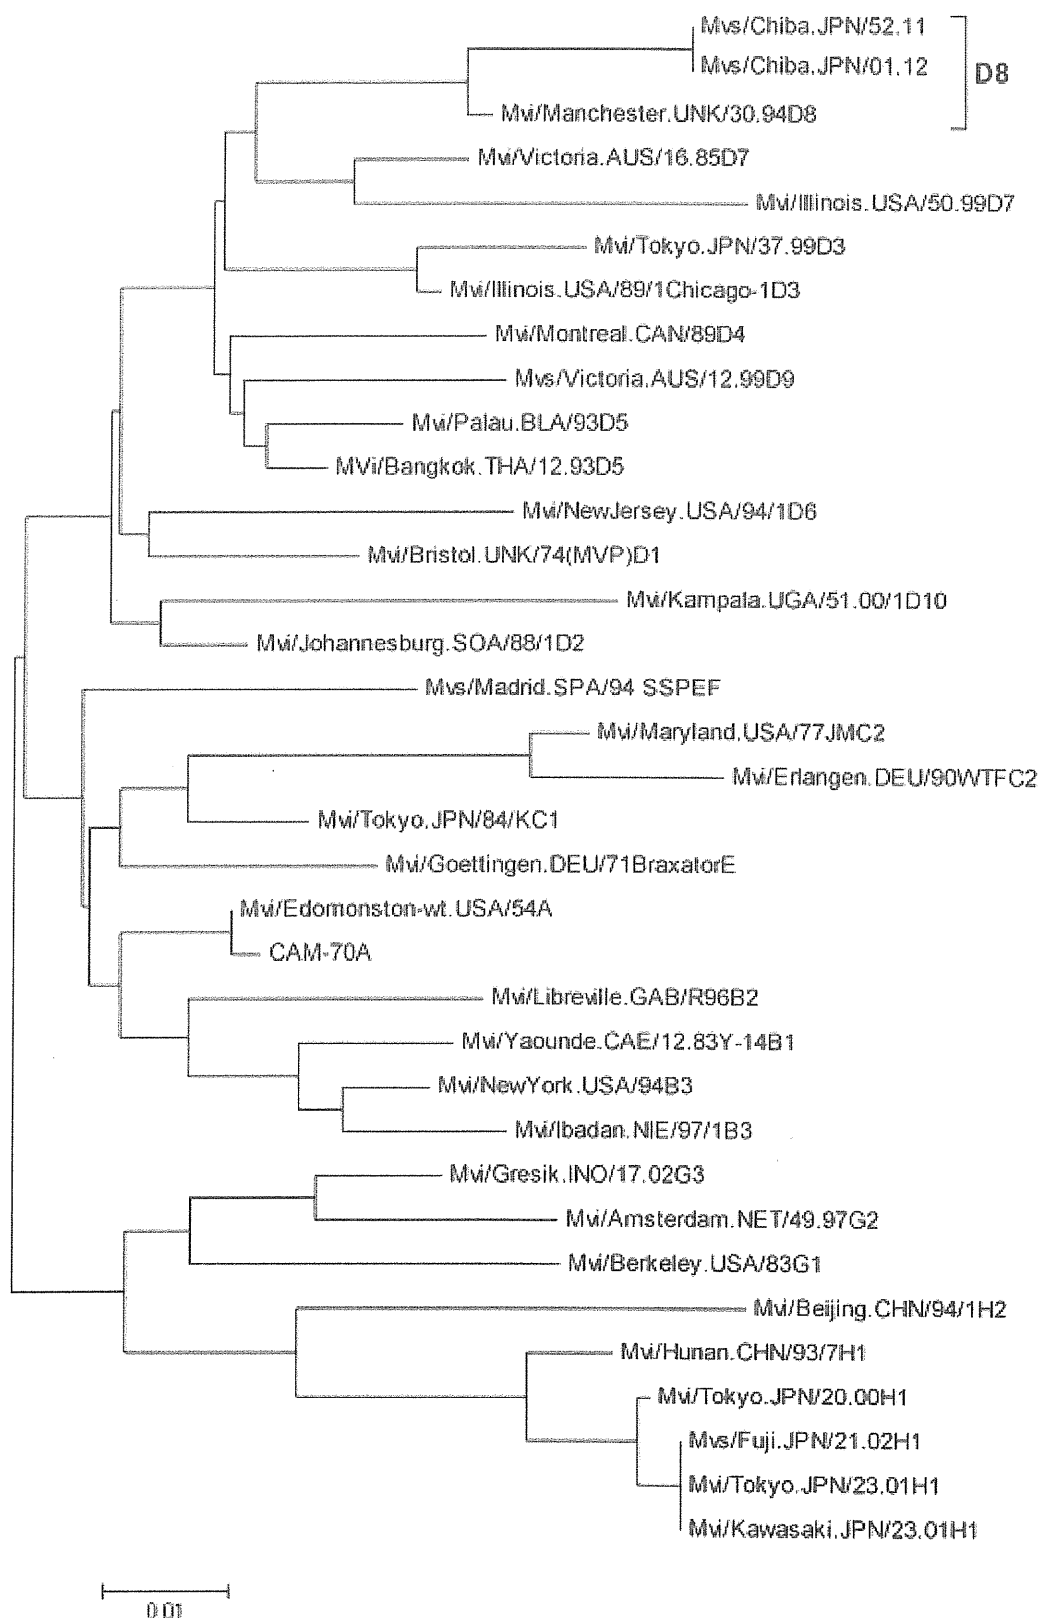 Mvs/Chiba.JPN/52.11
Mvs/Chiba.JPN/01.12
D8
Mvi/Manchester.UNK/30.94D8
Mvi/Victoria.AUS/16.85D7
Mvi/Illinois.USA/50.99D7
Mvi/Tokyo.JPN/37.99D3
Mvi/Illinois.USA/89/1Chicago-1D3
Mvi/Montreal.CAN/89D4
Mvs/Victoria.AUS/12.99D9
Mvi/Palau.BLA/93D5
MVi/Bangkok.THA/12.93D5
Mvi/NewJersey.USA/94/1D6
Mvi/Bristol.UNK/74(MVP)D1
Mvi/Kampala.UGA/51.00/1D10
Mvi/Johannesburg.SOA/88/1D2
Mvs/Madrid.SPA/94 SSPEF
Mvi/Maryland.USA/77JMC2
Mvi/Erlangen.DEU/90WTFC2
Mvi/Tokyo.JPN/84/KC1
Mvi/Goettingen.DEU/71BraxatorE
Mvi/Edomonston-wt.USA/54A
CAM-70A
Mvi/Libreville.GAB/R96B2
Mvi/Yaounde.CAE/12.83Y-14B1
Mvi/NewYork.USA/94B3
Mvi/Ibadan.NIE/97/1B3
Mvi/Gresik.INO/17.02G3
Mvi/Amsterdam.NET/49.97G2
Mvi/Berkeley.USA/83G1
Mvi/Beijing.CHN/94/1H2
Mvi/Hunan.CHN/93/7H1
Mvi/Tokyo.JPN/20.00H1
Mvs/Fuji.JPN/21.02H1
Mvi/Tokyo.JPN/23.01H1
Mvi/Kawasaki.JPN/23.01H1
0.01